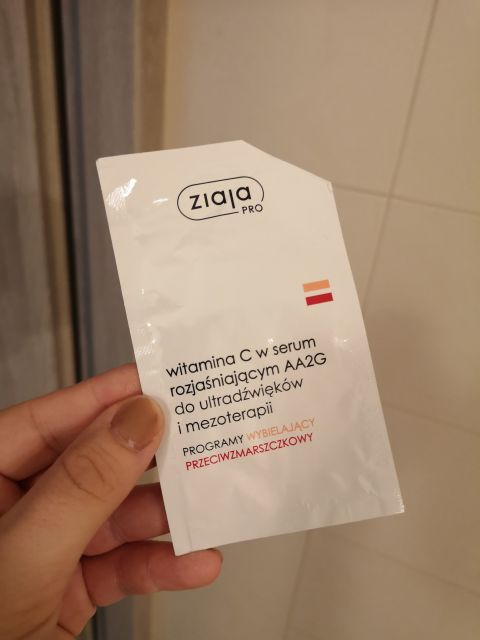 ziaja
PRO
witamina C w serum
rozjaśniającym AA2G
do ultradźwięków
i mezoterapii
PROGRAMY WYBIELAJĄCY
PRZECIWZMARSZCZKOWY